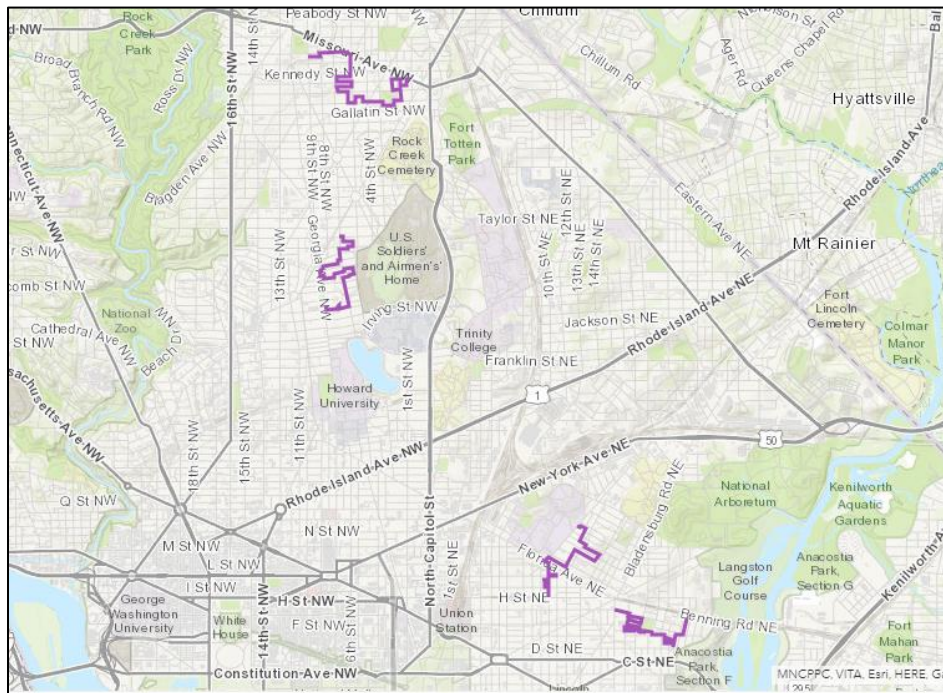 Rock
Creek
Park
14th St NW
Peabody St NW
Chillum
Nicholson St
Ager Rd
Queens Chapel Rd
Missouri Ave NW
Broad
Branch Rd NW
Ross Dr NW
16th St NW
Kennedy St NW
Chillum Rd
Hyattsville
Gallatin St NW
Rock
Creek
Cemetery
Fort
Totten
Park
Blagden Ave NW
8th St NW
9th St NW
4th St NW
Rhode Island Ave
Eastern Ave NE
Georgia Ave NW
Taylor St NE
12th St NE
10th St NE
13th St NE
14th St NE
Mt Rainier
U.S.
Soldiers'
and Airmen's
Home
13th St NW
National
Zoo
Cathedral Ave NW
Beach Dr NW
Irving St NW
Trinity
College
Jackson St NE
Fort
Lincoln
Cemetery
Colmar
Manor
Park
Franklin St NE
Rhode Island Ave NE
1
Howard
University
1st St NW
11th St NW
15th St NW
18th St NW
50
Rhode Island Ave NW
New York Ave NE
Q St NW
National
Arboretum
Kenilworth
Aquatic
Gardens
Bladensburg Rd NE
M St NW
N St NW
L St NW
I St NW
H St NW
F St NW
North Capitol St
1st St NE
Florida Ave NE
H St NE
Langston
Golf
Course
Anacostia
Park,
Section G
George
Washington
University
White
House
14th St NW
6th St NW
Union
Station
D St NE
C St NE
Benning Rd NE
Anacostia
Park,
Section F
Fort
Mahan
Park
Constitution Ave NW
MNCPPC, VITA, Esri, HERE, G